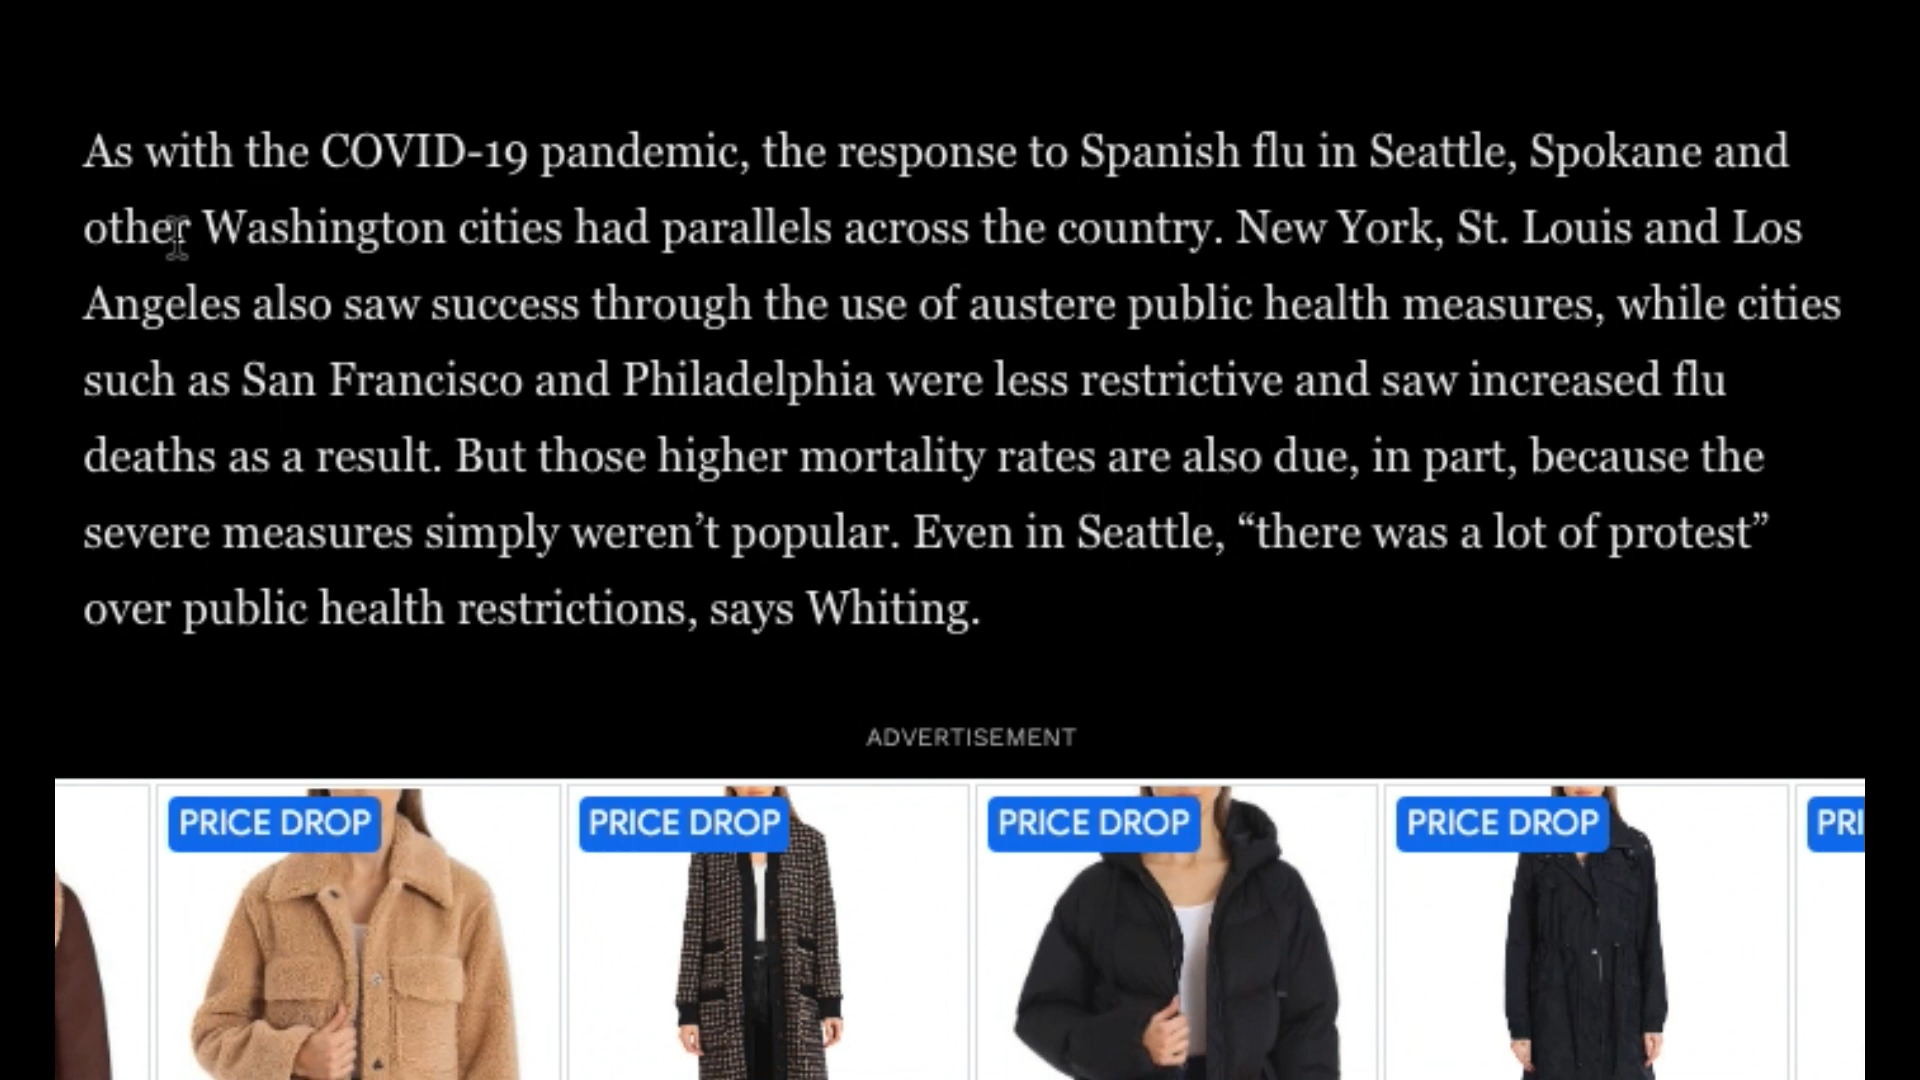 As with the COVID-19 pandemic, the response to Spanish flu in Seattle, Spokane and
other Washington cities had parallels across the country. New York, St. Louis and Los
Angeles also saw success through the use of austere public health measures, while cities
such as San Francisco and Philadelphia were less restrictive and saw increased flu
deaths as a result. But those higher mortality rates are also due, in part, because the
severe measures simply weren’t popular. Even in Seattle, “there was a lot of protest”
over public health restrictions, says Whiting.
ADVERTISEMENT
PRICE DROP
PRICE DROP
PRICE DROP
PRICE DROP
PRI